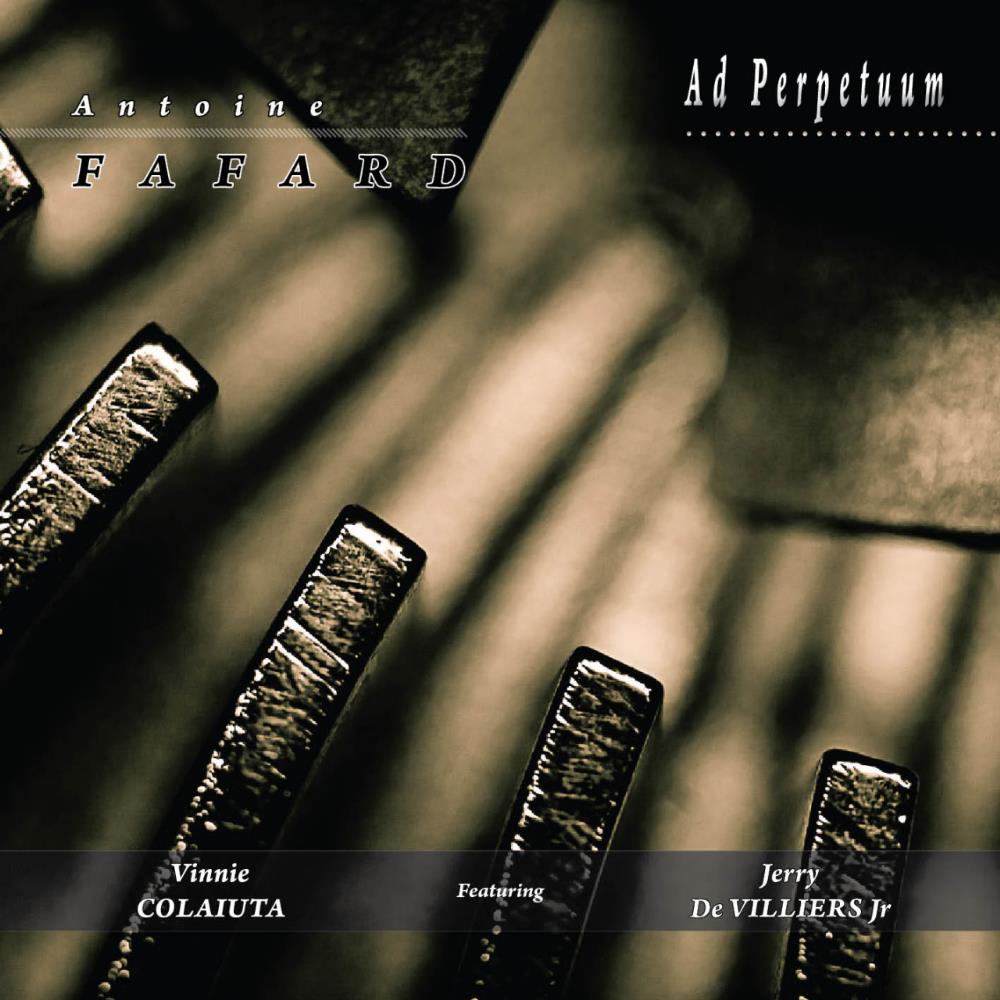 Antoine
FAFARD
Ad Perpetuum
Vinnie
COLAIUTA
Featuring
Jerry
De VILLIERS Jr